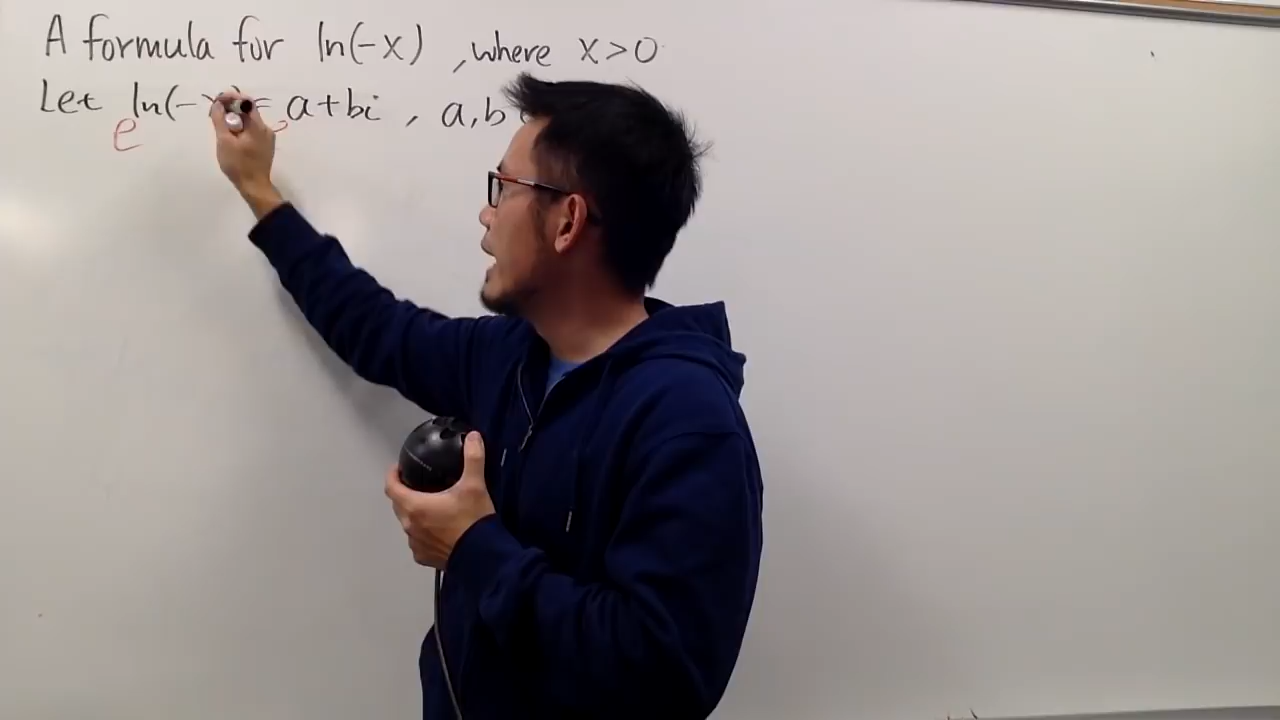 A formula for ln(-x), where x>0
Let ln(- = a+bi, a,b
e e